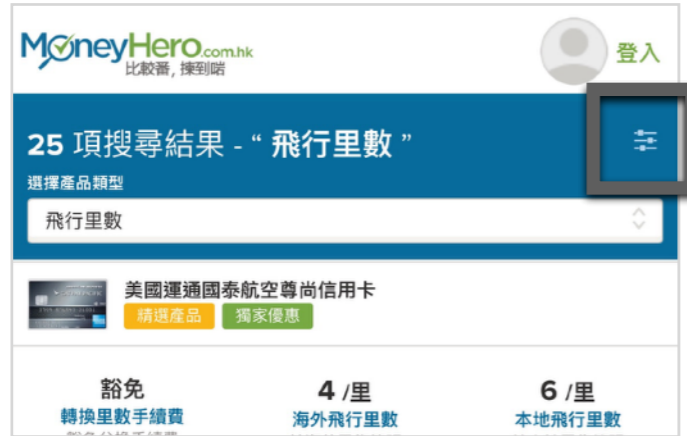 MoneyHero.com.hk
比較番, 揀到啱
登入
25 項搜尋結果 - “ 飛行里數 ”
選擇產品類型
飛行里數
美國運通國泰航空尊尚信用卡
精選產品 獨家優惠
豁免 4 /里 6 /里
轉換里數手續費 海外飛行里數 本地飛行里數